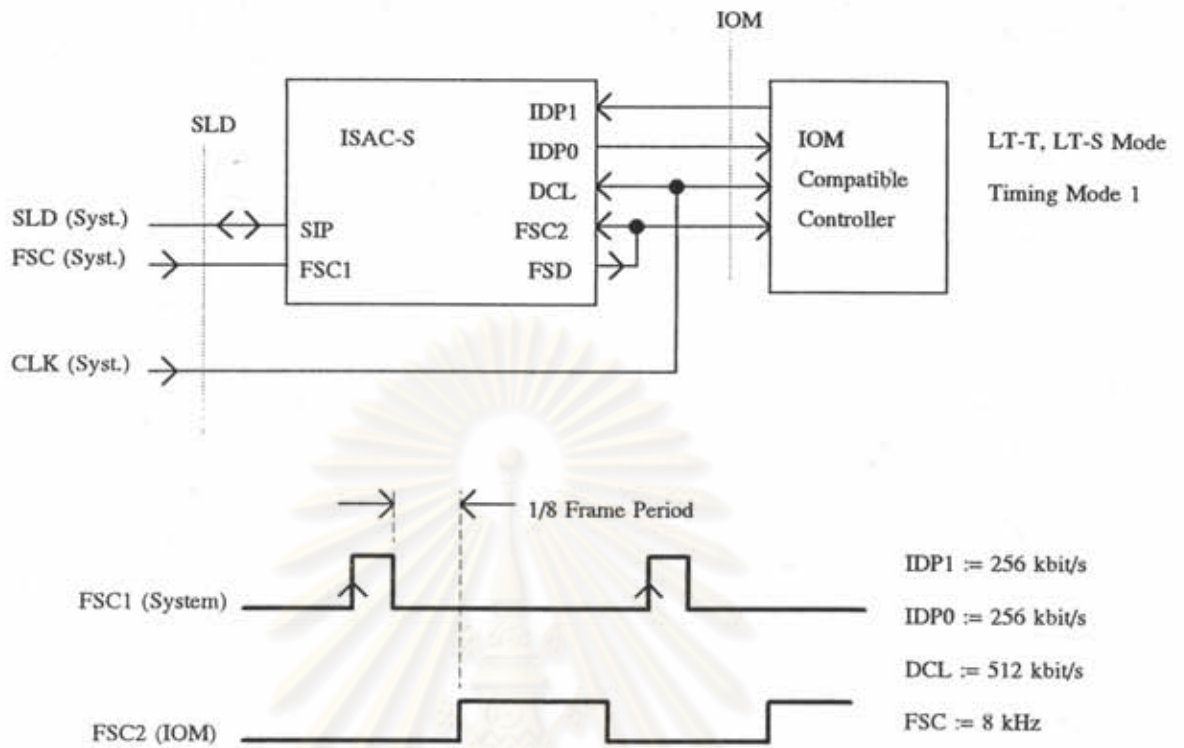 IOM
SLD
ISAC-S
IDP1
IDP0
DCL
FSC2
FSD
SIP
FSC1
IOM
Compatible
Controller
LT-T, LT-S Mode
Timing Mode 1
SLD (Syst.)
FSC (Syst.)
CLK (Syst.)
1/8 Frame Period
FSC1 (System)
FSC2 (IOM)
IDP1 := 256 kbit/s
IDP0 := 256 kbit/s
DCL := 512 kbit/s
FSC := 8 kHz